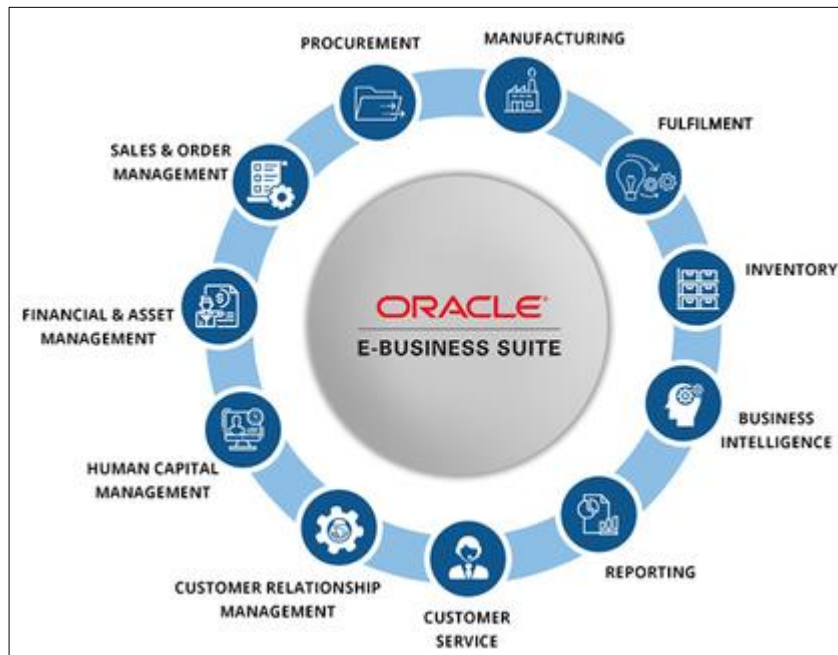 PROCUREMENT
MANUFACTURING
FULFILMENT
SALES & ORDER
MANAGEMENT
INVENTORY
ORACLE®
E-BUSINESS SUITE
FINANCIAL & ASSET
MANAGEMENT
BUSINESS
INTELLIGENCE
HUMAN CAPITAL
MANAGEMENT
REPORTING
CUSTOMER RELATIONSHIP
MANAGEMENT
CUSTOMER
SERVICE